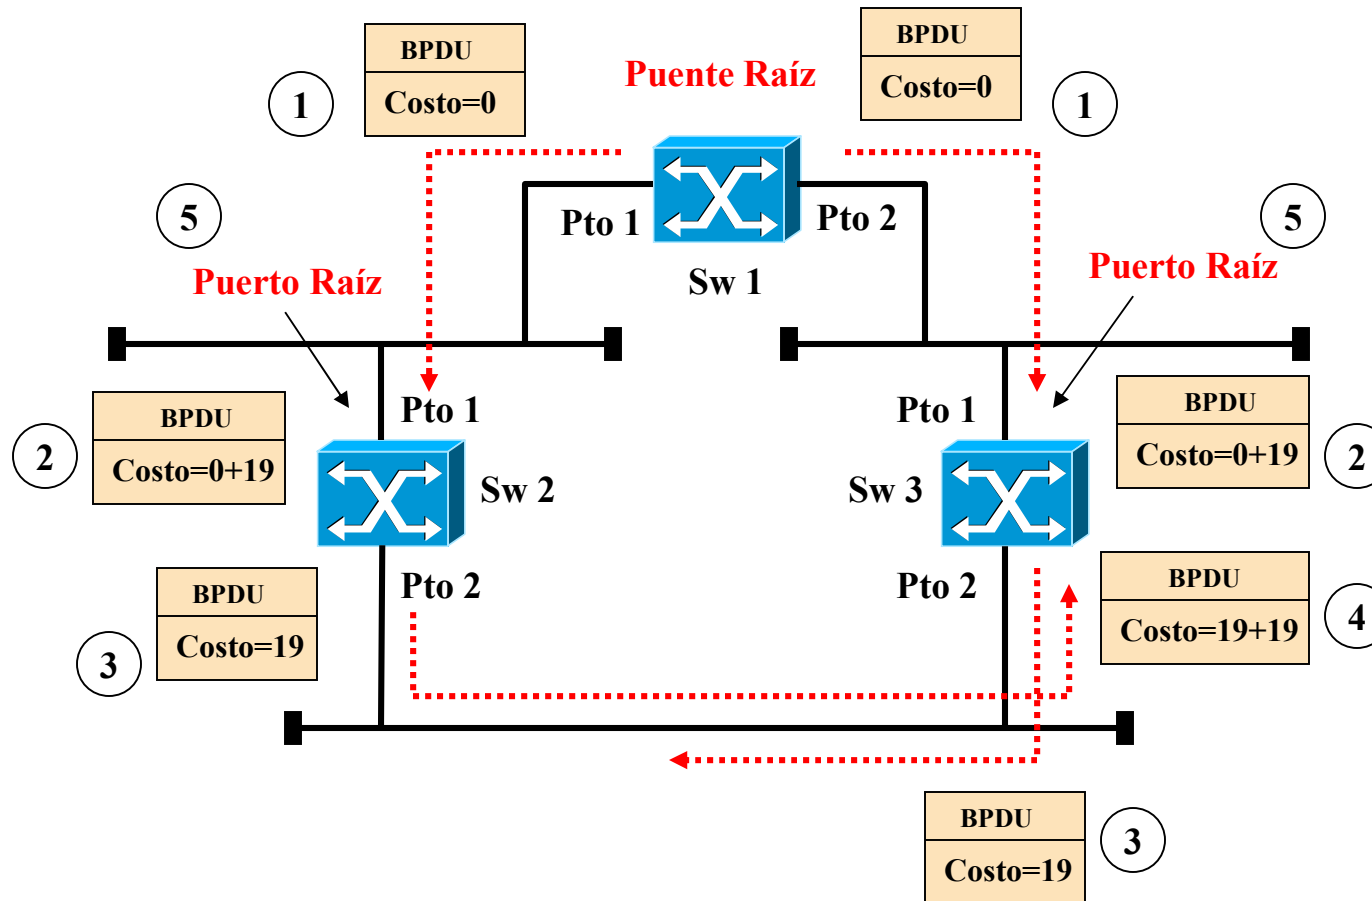 BPDU
Costo=0
1
Puente Raíz
BPDU
Costo=0
1
5
Puerto Raíz
Pto 1
Pto 2
Sw 1
5
Puerto Raíz
BPDU
Costo=0+19
2
Pto 1
Sw 2
Pto 2
Pto 1
Sw 3
Pto 2
BPDU
Costo=0+19
2
BPDU
Costo=19
3
BPDU
Costo=19+19
4
BPDU
Costo=19
3